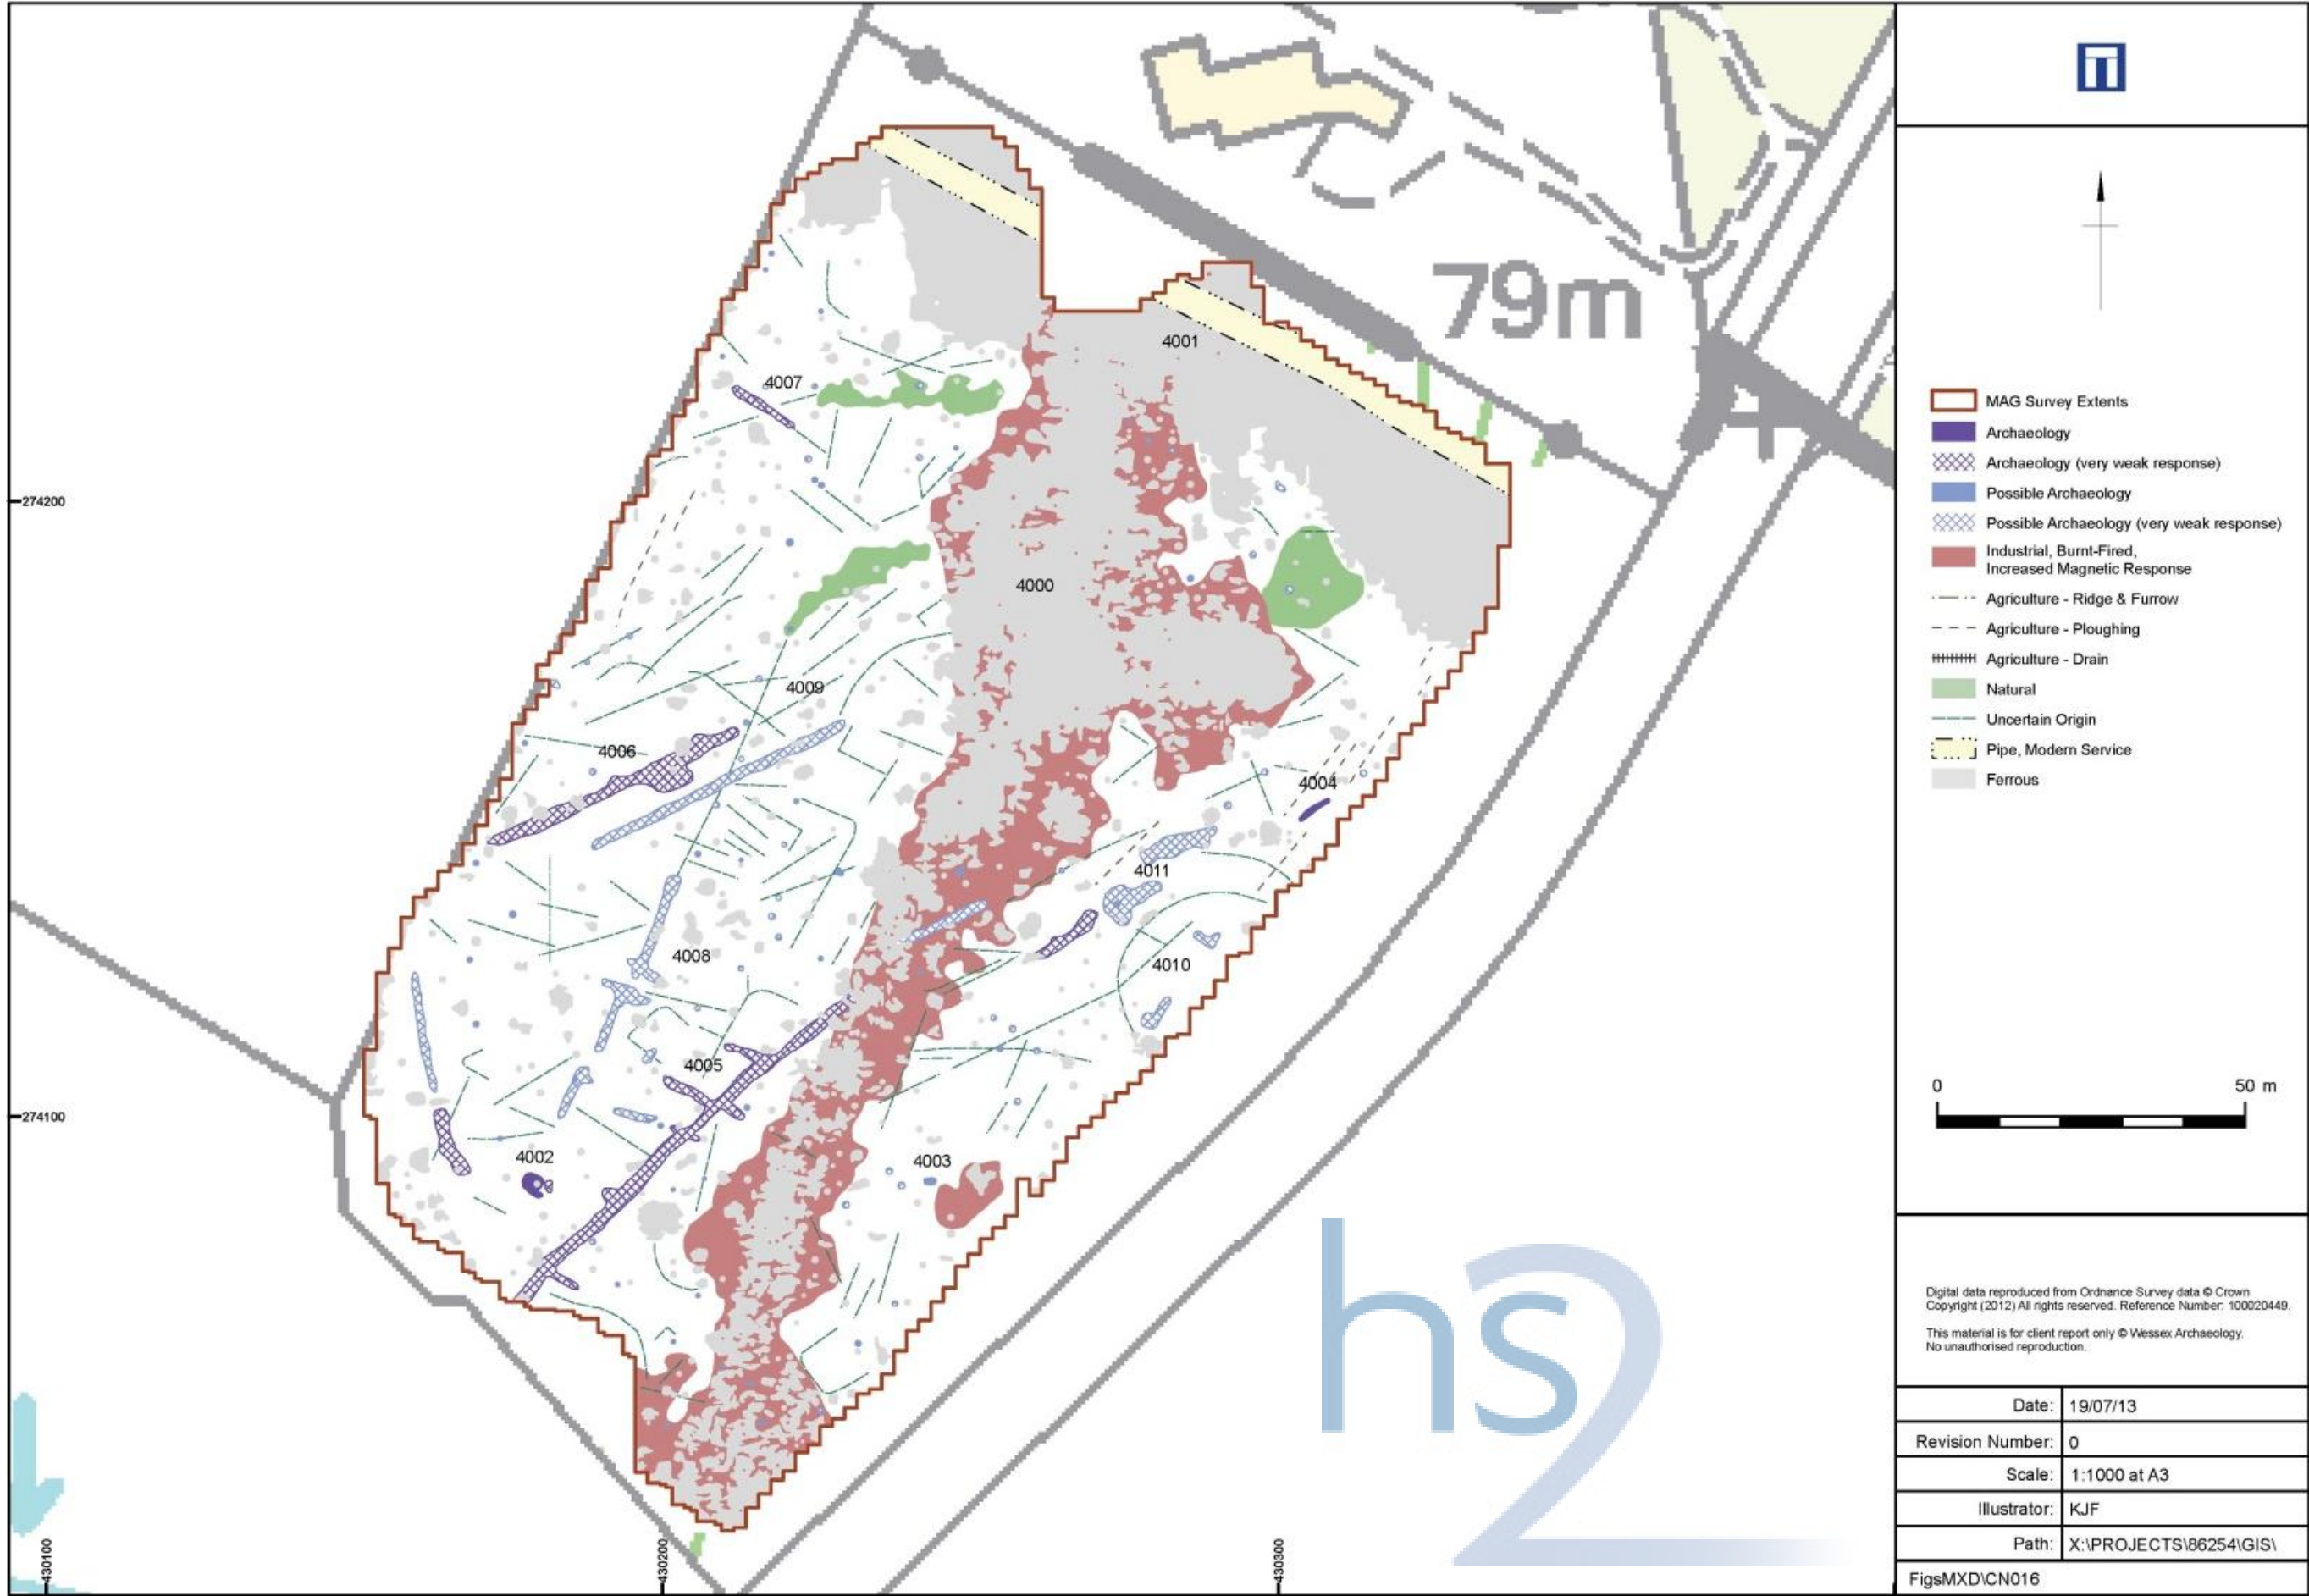 79m
4001
4007
274200
4000
4009
4006
4004
4011
4008
4010
4005
274100
4002
4003
hs2
430100
430200
430300
MAG Survey Extents
Archaeology
Archaeology (very weak response)
Possible Archaeology
Possible Archaeology (very weak response)
Industrial, Burnt-Fired,
Increased Magnetic Response
Agriculture - Ridge & Furrow
Agriculture - Ploughing
Agriculture - Drain
Natural
Uncertain Origin
Pipe, Modern Service
Ferrous
0 50 m
Digital data reproduced from Ordnance Survey data © Crown
Copyright (2012) All rights reserved. Reference Number: 100020449.
This material is for client report only © Wessex Archaeology.
No unauthorised reproduction.
Date: 19/07/13
Revision Number: 0
Scale: 1:1000 at A3
Illustrator: KJF
Path: X:\PROJECTS\86254\GIS\
FigsMXD\CN016